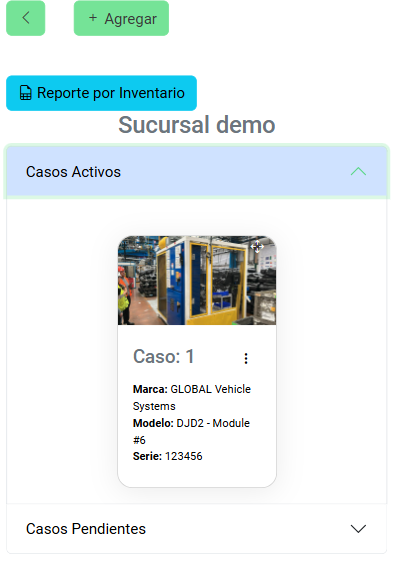 + Agregar
Reporte por Inventario
Sucursal demo
Casos Activos
Caso: 1
Marca: GLOBAL Vehicle
Systems
Modelo: DJD2 - Module
#6
Serie: 123456
Casos Pendientes